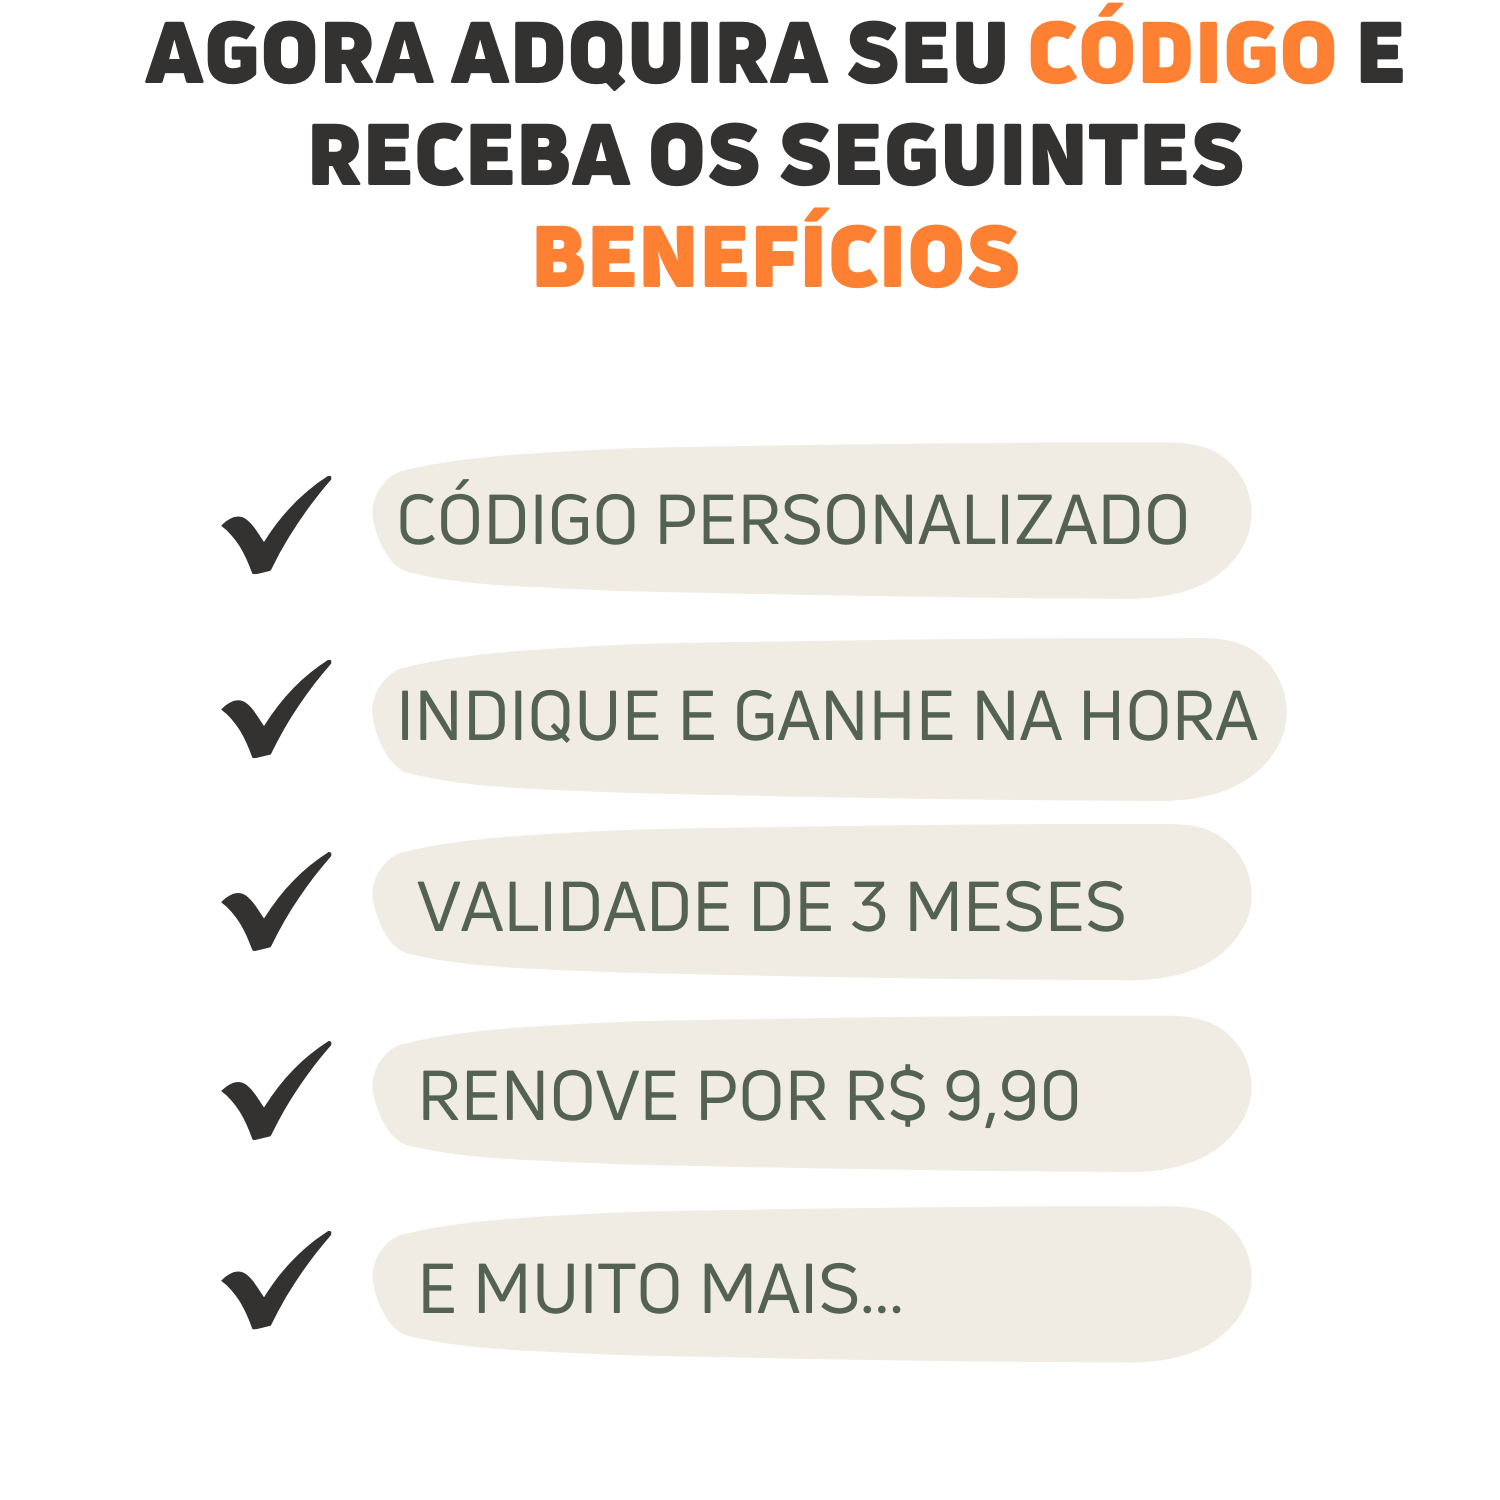 AGORA ADQUIRA SEU CÓDIGO E
RECEBA OS SEGUINTES
BENEFÍCIOS
CÓDIGO PERSONALIZADO
INDIQUE E GANHE NA HORA
VALIDADE DE 3 MESES
RENOVE POR R$ 9,90
E MUITO MAIS...